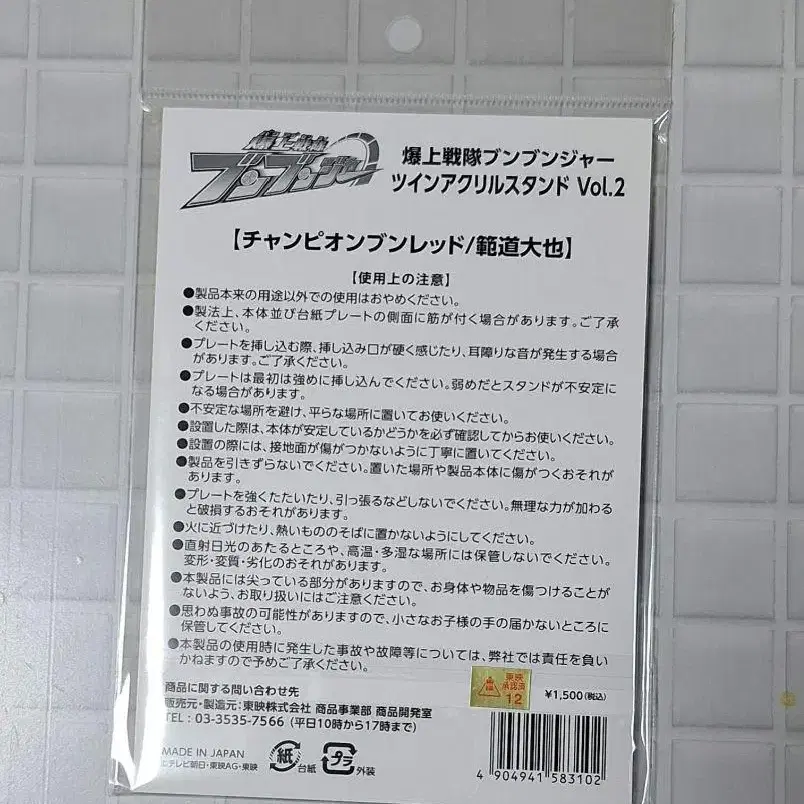 爆上戦隊
ブンブンジャー
爆上戦隊ブンブンジャー
ツインアクリルスタンド Vol.2
【チャンピオンブンレッド/範道大也】
【使用上の注意】
●製品本来の用途以外での使用はおやめください。
●製法上、本体並び台紙プレートの側面に筋が付く場合があります。ご了承
ください。
●プレートを挿し込む際、挿し込み口が硬く感じたり、耳障りな音が発生する場合
があります。ご了承ください。
●プレートは最初は強めに挿し込んでください。弱めだとスタンドが不安定に
なる場合があります。
●不安定な場所を避け、平らな場所に置いてお使いください。
●設置した際は、本体が安定しているかどうかを必ず確認してからお使いください。
●設置の際には、接地面が傷がつかないように丁寧に置いてください。
●製品を引きずらないでください。置いた場所や製品本体に傷がつくおそれが
あります。
●プレートを強くたたいたり、引っ張るなどしないでください。無理な力が加わる
と破損するおそれがあります。
●火に近づけたり、熱いもののそばに置かないようにしてください。
●直射日光のあたるところや、高温・多湿な場所には保管しないでください。
変形・変質・劣化のおそれがあります。
●本製品には尖っている部分がありますので、お身体や物品を傷つけることが
ないよう、お取り扱いにはご注意ください。
●思わぬ事故の可能性がありますので、小さなお子様の手の届かないところに
保管してください。
●本製品の使用時に発生した事故や故障等については、弊社では責任を負い
かねますので予めご了承ください。
商品に関する問い合わせ先
販売元・製造元：東映株式会社 商品事業部 商品開発室
TEL：03-3535-7566（平日10時から17時まで）
東映
承認済
12
¥1,500(税込)
MADE IN JAPAN
©テレビ朝日・東映AG・東映
紙 台紙
プラ 外装
4 904941 583102